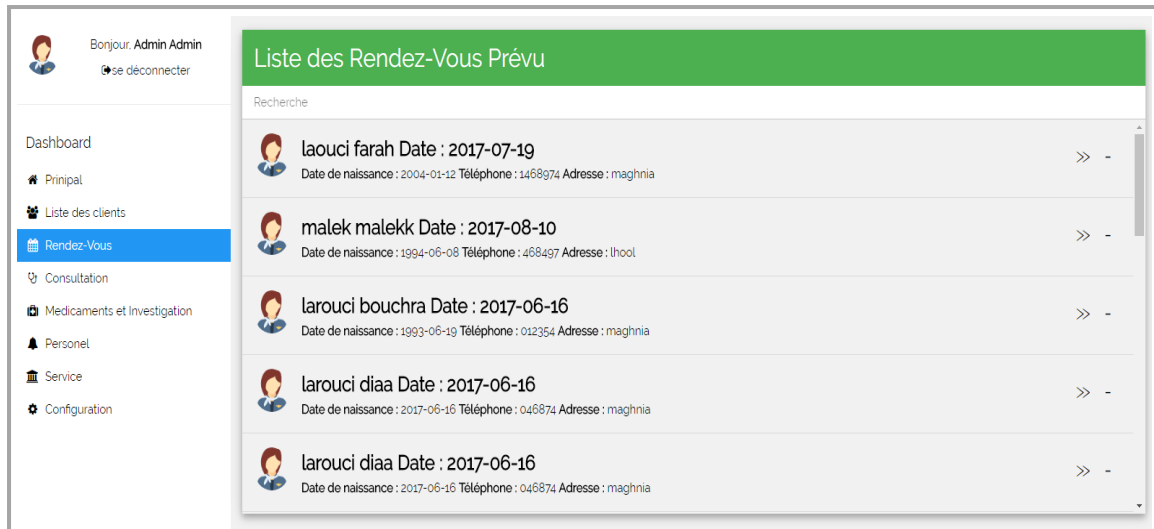 Bonjour, Admin Admin
se déconnecter
Dashboard
Prinipal
Liste des clients
Rendez-Vous
Consultation
Medicaments et Investigation
Personel
Service
Configuration
Liste des Rendez-Vous Prévu
Recherche
laouci farah Date : 2017-07-19
Date de naissance : 2004-01-12 Téléphone : 1468974 Adresse : maghnia
malek malekk Date : 2017-08-10
Date de naissance : 1994-06-08 Téléphone : 468497 Adresse : lhool
larouci bouchra Date : 2017-06-16
Date de naissance : 1993-06-19 Téléphone : 012354 Adresse : maghnia
larouci diaa Date : 2017-06-16
Date de naissance : 2017-06-16 Téléphone : 046874 Adresse : maghnia
larouci diaa Date : 2017-06-16
Date de naissance : 2017-06-16 Téléphone : 046874 Adresse : maghnia